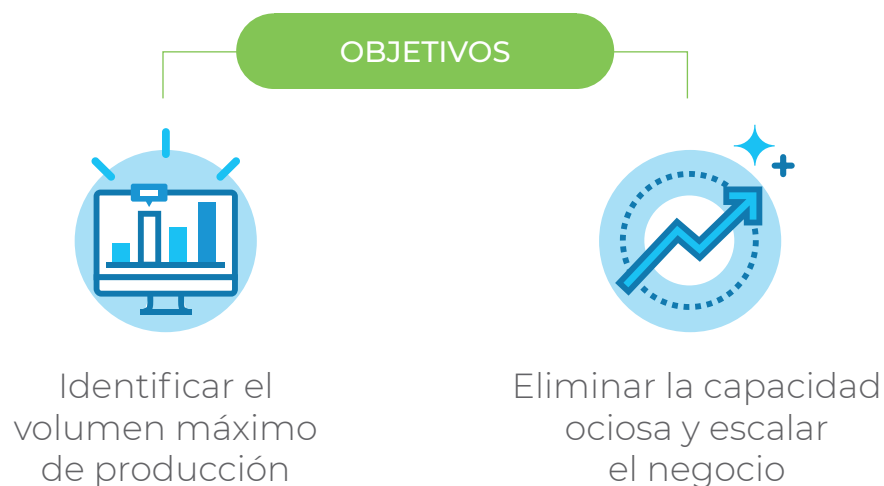 OBJETIVOS
Identificar el
volumen máximo
de producción
Eliminar la capacidad
ociosa y escalar
el negocio